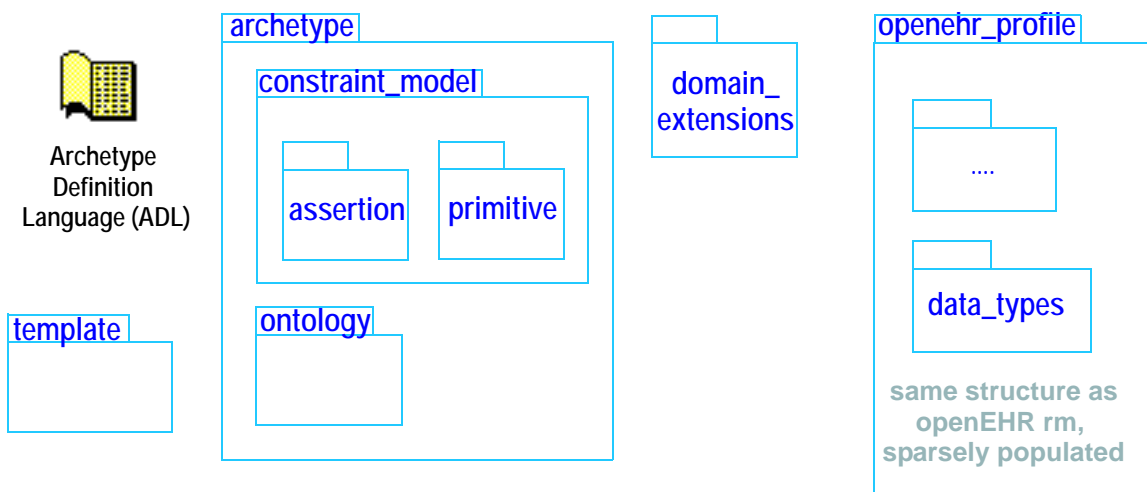 archetype
constraint_model
assertion
primitive
ontology
Archetype
Definition
Language (ADL)
template
domain_
extensions
openehr_profile
....
data_types
same structure as
openEHR rm,
sparsely populated